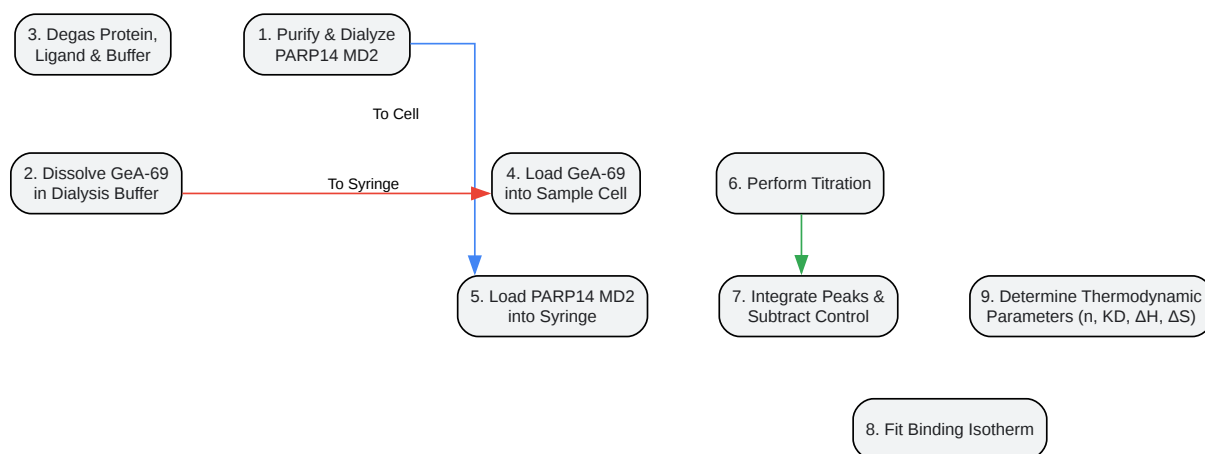 3. Degas Protein,
Ligand & Buffer
1. Purify & Dialyze
PARP14 MD2
To Cell
2. Dissolve GeA-69
in Dialysis Buffer
To Syringe
4. Load GeA-69
into Sample Cell
6. Perform Titration
5. Load PARP14 MD2
into Syringe
7. Integrate Peaks &
Subtract Control
9. Determine Thermodynamic
Parameters (n, KD, ΔH, ΔS)
8. Fit Binding Isotherm